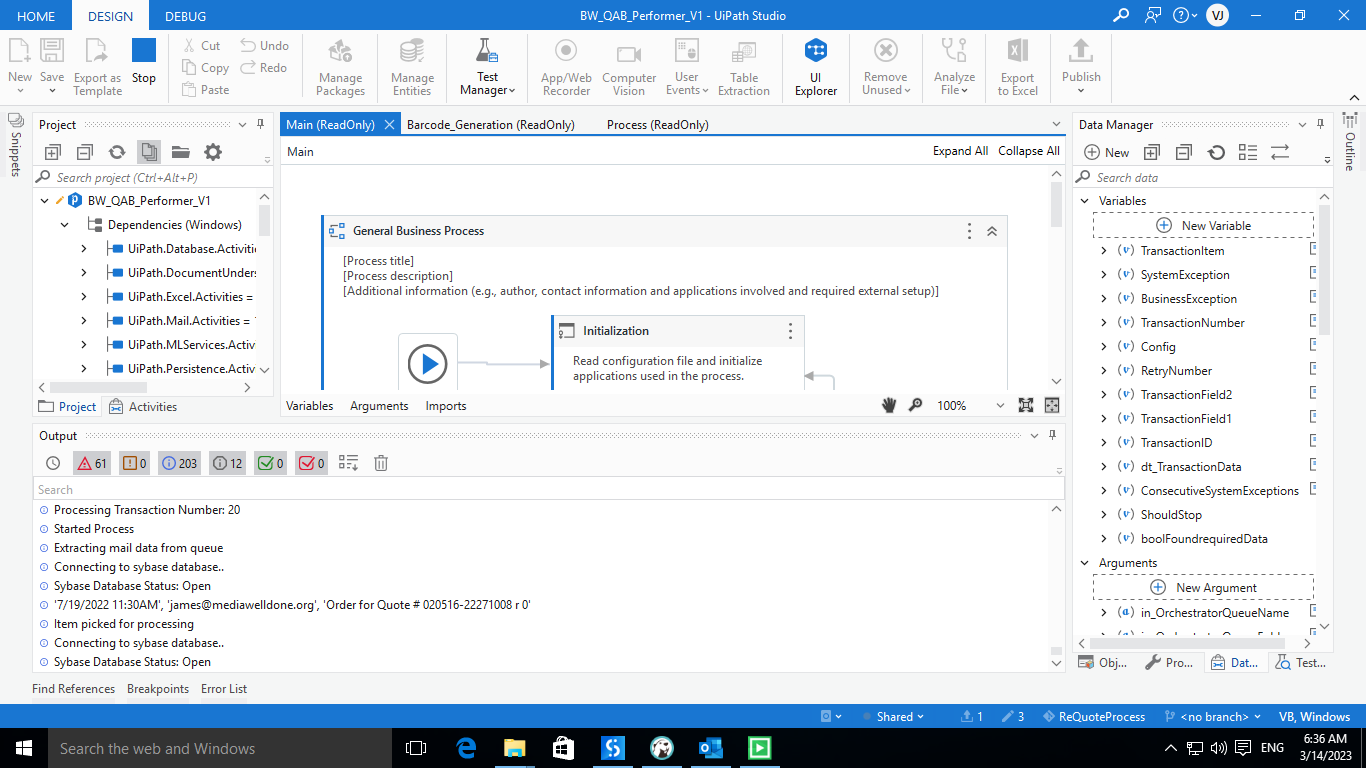 HOME DESIGN DEBUG BW_QAB_Performer_V1 - UiPath Studio VJ
New Save Export as Template Stop Cut Copy Paste Undo Redo Manage Packages Manage Entities Test Manager App/Web Recorder Computer Vision User Events Table Extraction UI Explorer Remove Unused Analyze File Export to Excel Publish
Snippets
Project
Search project (Ctrl+Alt+P)
BW_QAB_Performer_V1
Dependencies (Windows)
UiPath.Database.Activitie
UiPath.DocumentUnders
UiPath.Excel.Activities =
UiPath.Mail.Activities =
UiPath.MLServices.Activ
UiPath.Persistence.Activ
Project Activities
Main (ReadOnly) Barcode_Generation (ReadOnly) Process (ReadOnly)
Main Expand All Collapse All
General Business Process
[Process title]
[Process description]
[Additional information (e.g., author, contact information and applications involved and required external setup)]
Initialization
Read configuration file and initialize
applications used in the process.
Variables Arguments Imports 100%
Output
61 0 203 12 0 0
Search
Processing Transaction Number: 20
Started Process
Extracting mail data from queue
Connecting to sybase database..
Sybase Database Status: Open
'7/19/2022 11:30AM', 'james@mediawelldone.org', 'Order for Quote # 020516-22271008 r 0'
Item picked for processing
Connecting to sybase database..
Sybase Database Status: Open
Find References Breakpoints Error List
Data Manager
New
Search data
Variables
New Variable
TransactionItem
SystemException
BusinessException
TransactionNumber
Config
RetryNumber
TransactionField2
TransactionField1
TransactionID
dt_TransactionData
ConsecutiveSystemExceptions
ShouldStop
boolFoundrequiredData
Arguments
New Argument
in_OrchestratorQueueName
Obj... Pro... Dat... Test...
Outline
Shared 1 3 ReQuoteProcess <no branch> VB, Windows
Search the web and Windows ENG 6:36 AM
3/14/2023